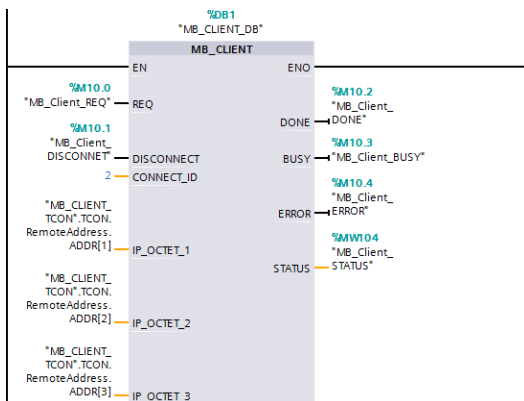 %DB1
"MB_CLIENT_DB"
MB_CLIENT
EN ENO
%M10.0
"MB_Client_REQ" REQ
%M10.2
"MB_Client_
DONE DONE"
%M10.1
"MB_Client_
DISCONNET" DISCONNECT
%M10.3
BUSY "MB_Client_BUSY"
2 CONNECT_ID
%M10.4
"MB_Client_
ERROR ERROR"
"MB_CLIENT_
TCON".TCON.
RemoteAddress.
ADDR[1] IP_OCTET_1
%MW104
"MB_Client_
STATUS STATUS"
"MB_CLIENT_
TCON".TCON.
RemoteAddress.
ADDR[2] IP_OCTET_2
"MB_CLIENT_
TCON".TCON.
RemoteAddress.
ADDR[3] IP_OCTET_3